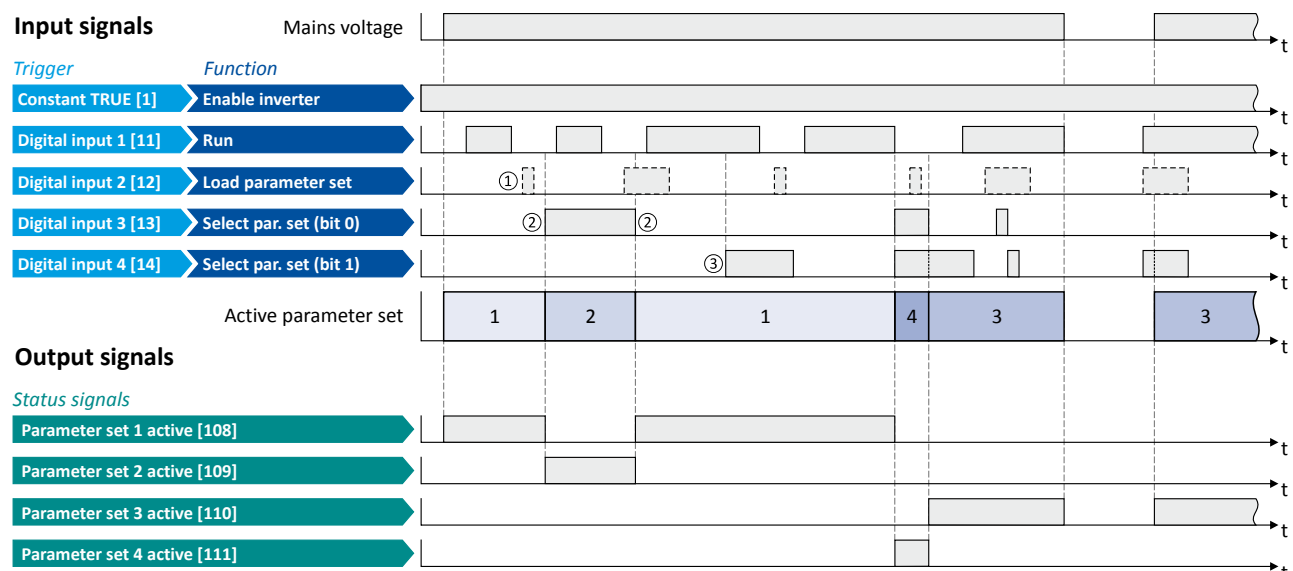 Input signals
Mains voltage
t
Trigger Function
Constant TRUE [1] Enable inverter
t
Digital input 1 [11] Run
t
Digital input 2 [12] Load parameter set
①
t
Digital input 3 [13] Select par. set (bit 0)
② ②
t
Digital input 4 [14] Select par. set (bit 1)
③
t
Active parameter set
1 2 1 4 3 3
t
Output signals
Status signals
Parameter set 1 active [108]
t
Parameter set 2 active [109]
t
Parameter set 3 active [110]
t
Parameter set 4 active [111]
t